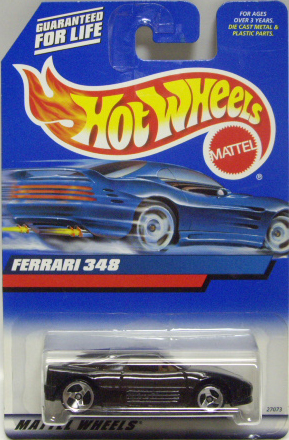 GUARANTEED
FOR LIFE
FOR AGES
OVER 3 YEARS.
DIE CAST METAL &
PLASTIC PARTS.
Hot Wheels
MATTEL
®
FERRARI 348
27073
MATTEL WHEELS